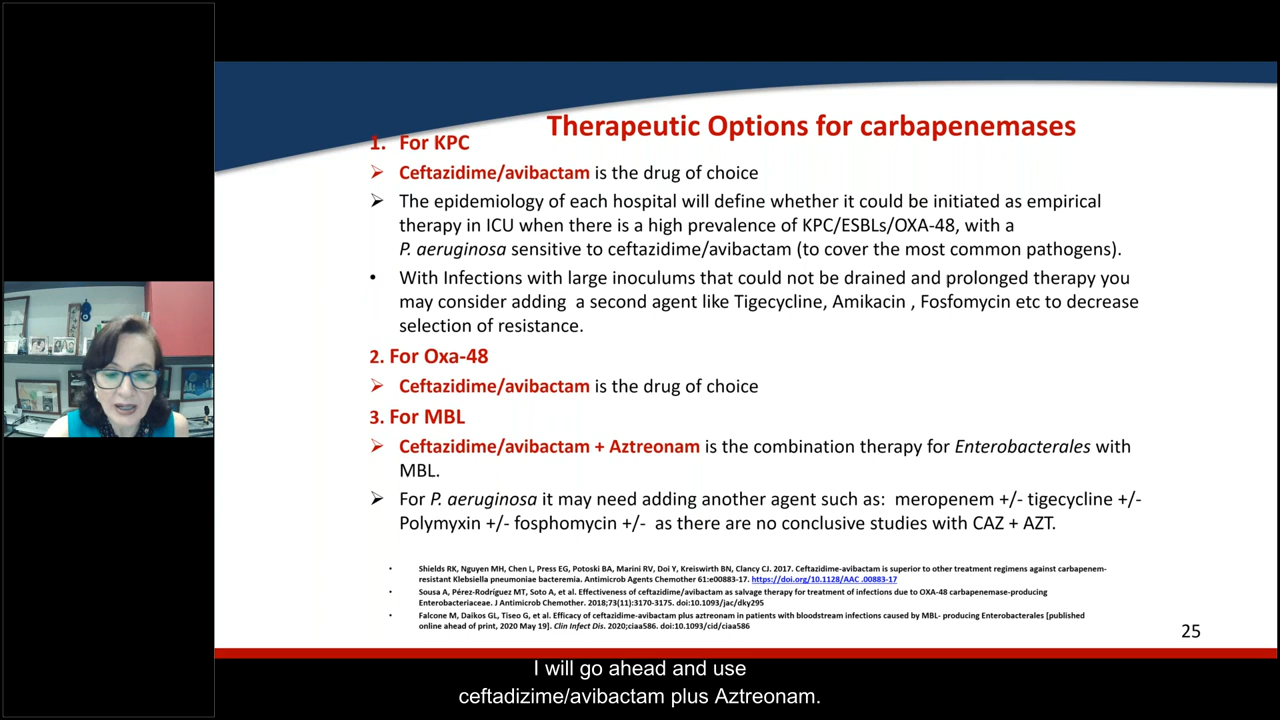 Therapeutic Options for carbapenemases
1. For KPC
➢ Ceftazidime/avibactam is the drug of choice
➢ The epidemiology of each hospital will define whether it could be initiated as empirical
therapy in ICU when there is a high prevalence of KPC/ESBLs/OXA-48, with a
P. aeruginosa sensitive to ceftazidime/avibactam (to cover the most common pathogens).
• With Infections with large inoculums that could not be drained and prolonged therapy you
may consider adding a second agent like Tigecycline, Amikacin , Fosfomycin etc to decrease
selection of resistance.
2. For Oxa-48
➢ Ceftazidime/avibactam is the drug of choice
3. For MBL
➢ Ceftazidime/avibactam + Aztreonam is the combination therapy for Enterobacterales with
MBL.
➢ For P. aeruginosa it may need adding another agent such as: meropenem +/- tigecycline +/-
Polymyxin +/- fosphomycin +/- as there are no conclusive studies with CAZ + AZT.
• Shields RK, Nguyen MH, Chen L, Press EG, Potoski BA, Marini RV, Doi Y, Kreiswirth BN, Clancy CJ. 2017. Ceftazidime-avibactam is superior to other treatment regimens against carbapenem-
resistant Klebsiella pneumoniae bacteremia. Antimicrob Agents Chemother 61:e00883-17. https://doi.org/10.1128/AAC .00883-17
• Sousa A, Pérez-Rodríguez MT, Soto A, et al. Effectiveness of ceftazidime/avibactam as salvage therapy for treatment of infections due to OXA-48 carbapenemase-producing
Enterobacteriaceae. J Antimicrob Chemother. 2018;73(11):3170-3175. doi:10.1093/jac/dky295
• Falcone M, Daikos GL, Tiseo G, et al. Efficacy of ceftazidime-avibactam plus aztreonam in patients with bloodstream infections caused by MBL- producing Enterobacterales [published
online ahead of print, 2020 May 19]. Clin Infect Dis. 2020;ciaa586. doi:10.1093/cid/ciaa586
25
I will go ahead and use
ceftadizime/avibactam plus Aztreonam.